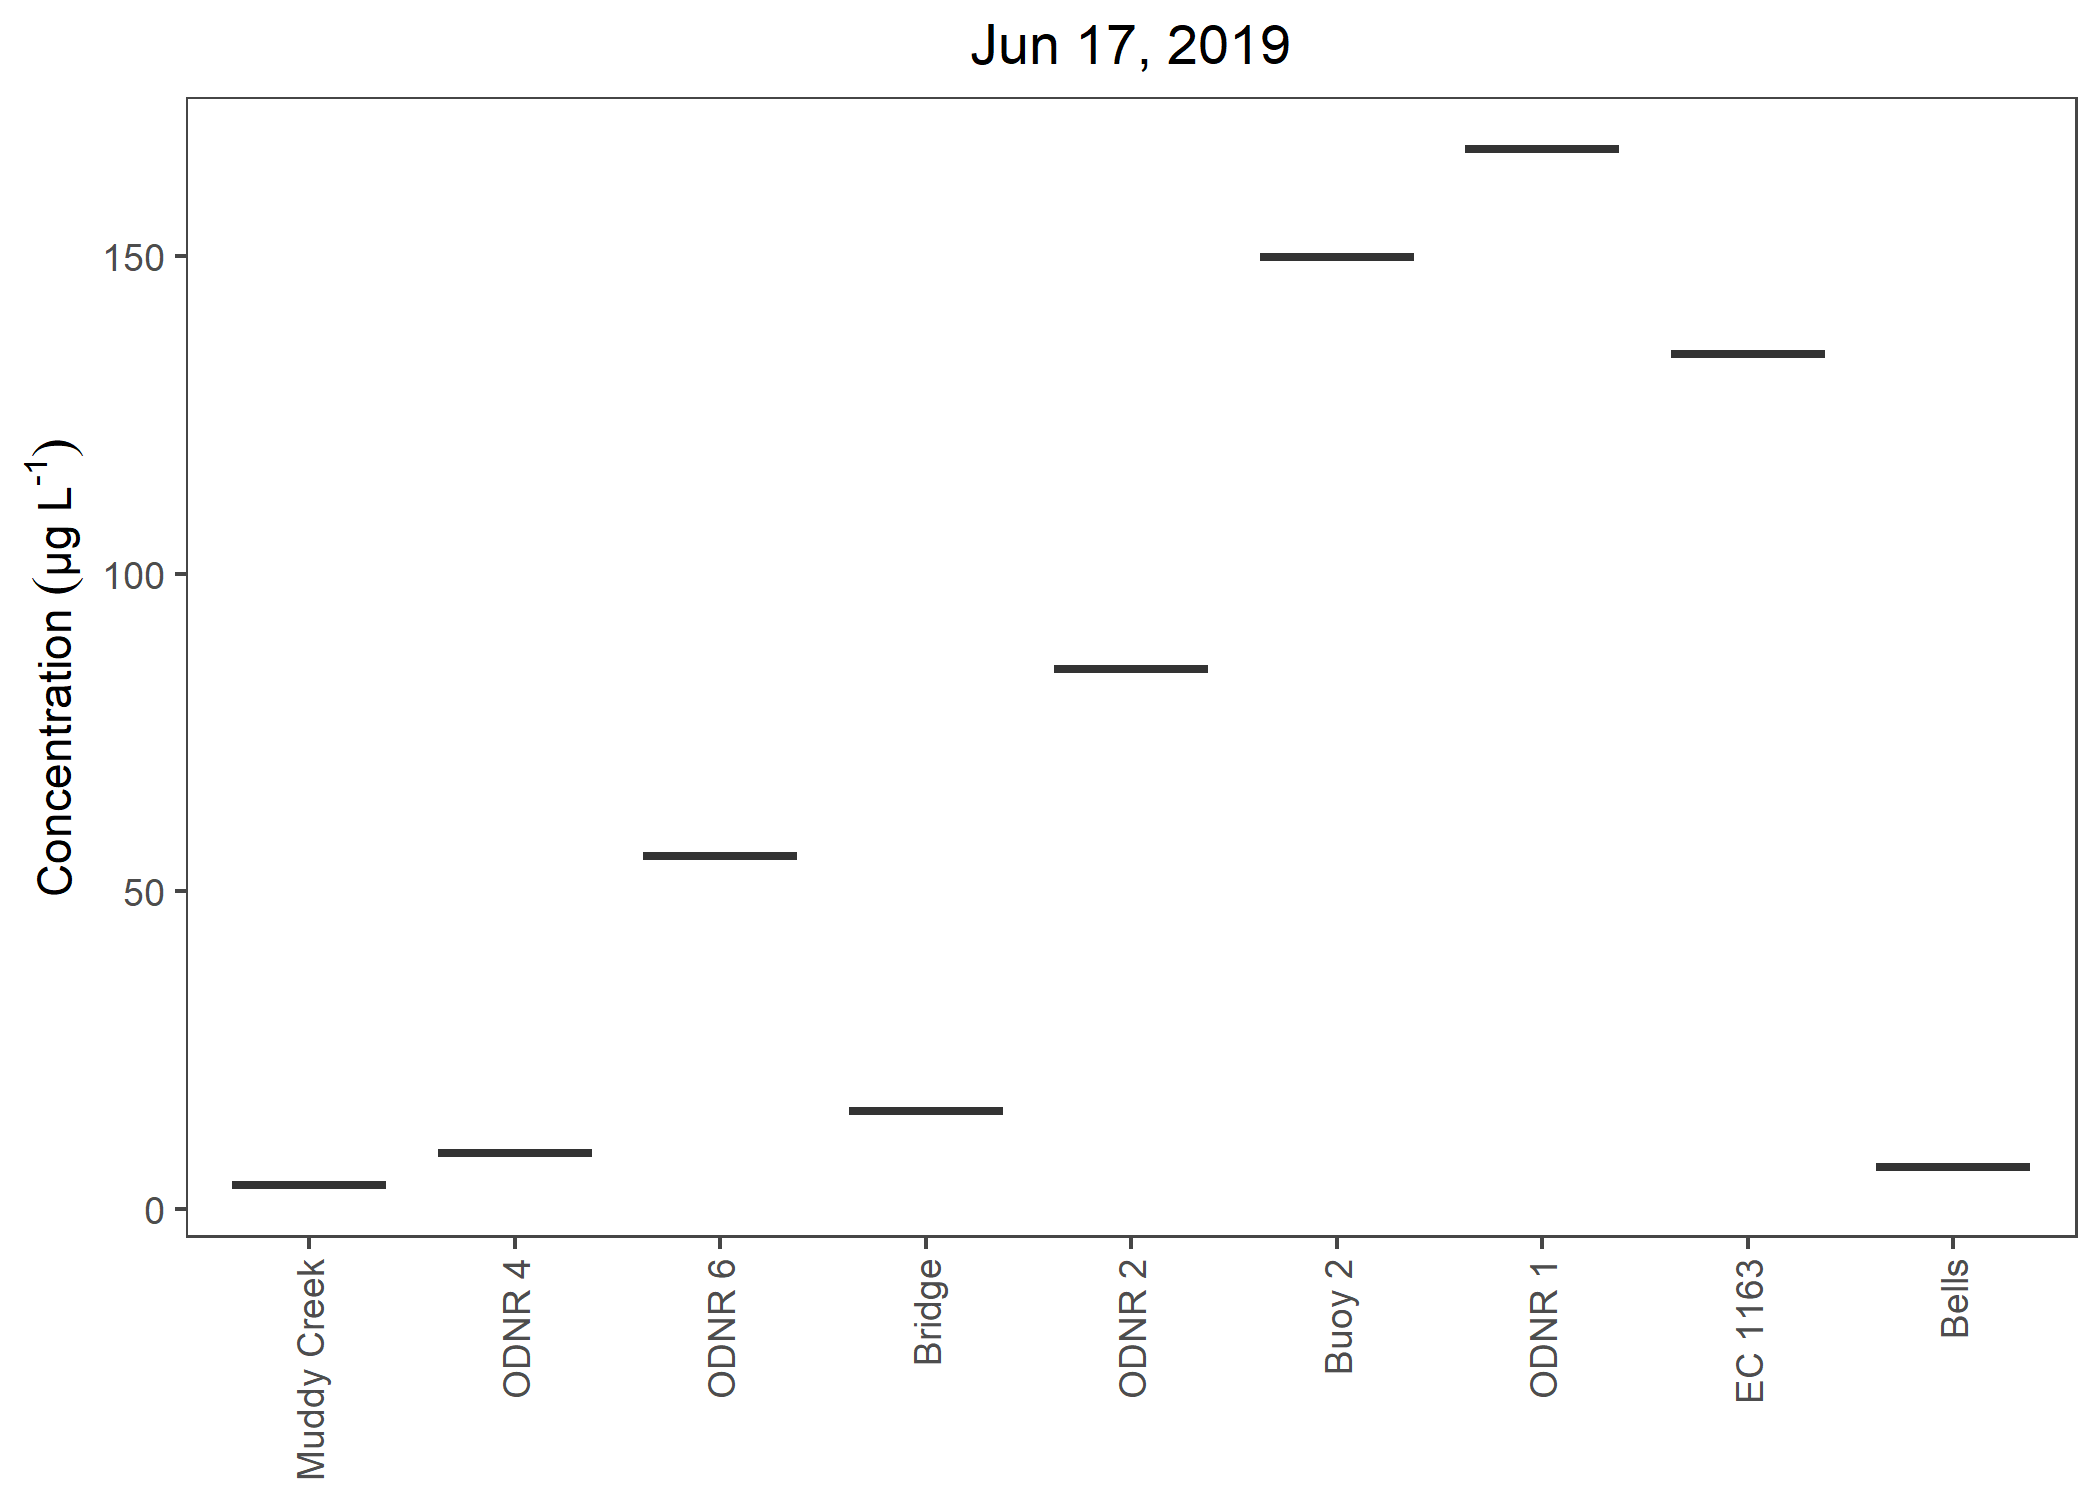 Jun 17, 2019
Concentration (µg L⁻¹)
150
100
50
0
Muddy Creek
ODNR 4
ODNR 6
Bridge
ODNR 2
Buoy 2
ODNR 1
EC 1163
Bells